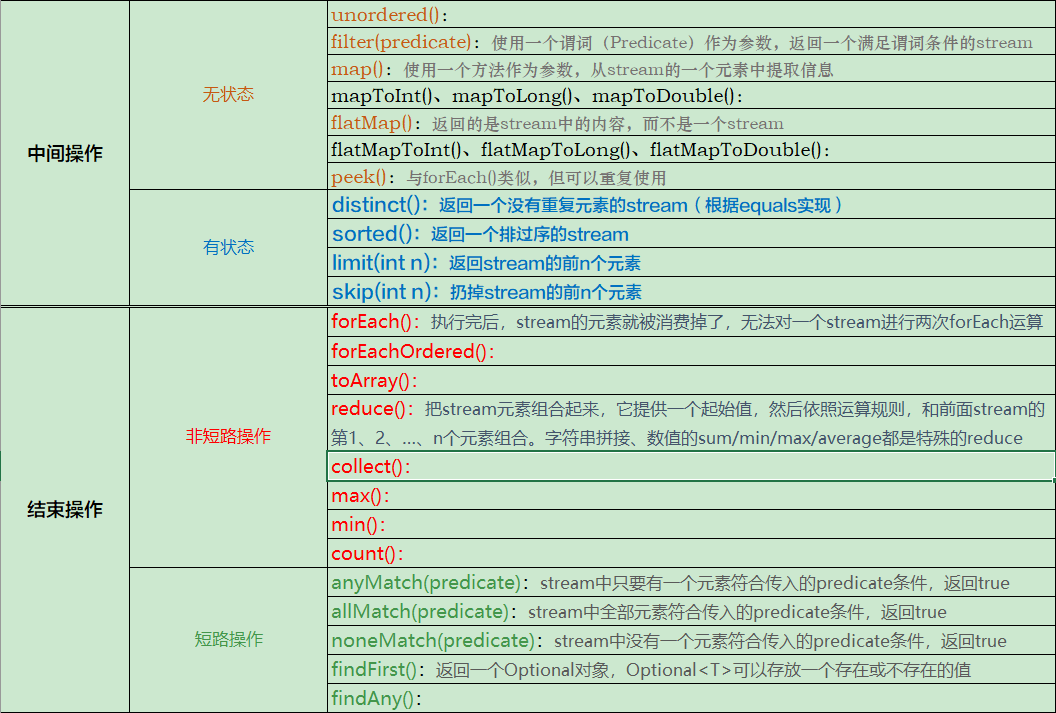 中间操作
无状态
unordered()：
filter(predicate)：使用一个谓词（Predicate）作为参数，返回一个满足谓词条件的stream
map()：使用一个方法作为参数，从stream的一个元素中提取信息
mapToInt()、mapToLong()、mapToDouble()：
flatMap()：返回的是stream中的内容，而不是一个stream
flatMapToInt()、flatMapToLong()、flatMapToDouble()：
peek()：与forEach()类似，但可以重复使用
有状态
distinct()：返回一个没有重复元素的stream（根据equals实现）
sorted()：返回一个排过序的stream
limit(int n)：返回stream的前n个元素
skip(int n)：扔掉stream的前n个元素
结束操作
非短路操作
forEach()：执行完后，stream的元素就被消费掉了，无法对一个stream进行两次forEach运算
forEachOrdered()：
toArray()：
reduce()：把stream元素组合起来，它提供一个起始值，然后依照运算规则，和前面stream的
第1、2、…、n个元素组合。字符串拼接、数值的sum/min/max/average都是特殊的reduce
collect()：
max()：
min()：
count()：
短路操作
anyMatch(predicate)：stream中只要有一个元素符合传入的predicate条件，返回true
allMatch(predicate)：stream中全部元素符合传入的predicate条件，返回true
noneMatch(predicate)：stream中没有一个元素符合传入的predicate条件，返回true
findFirst()：返回一个Optional对象，Optional<T>可以存放一个存在或不存在的值
findAny()：